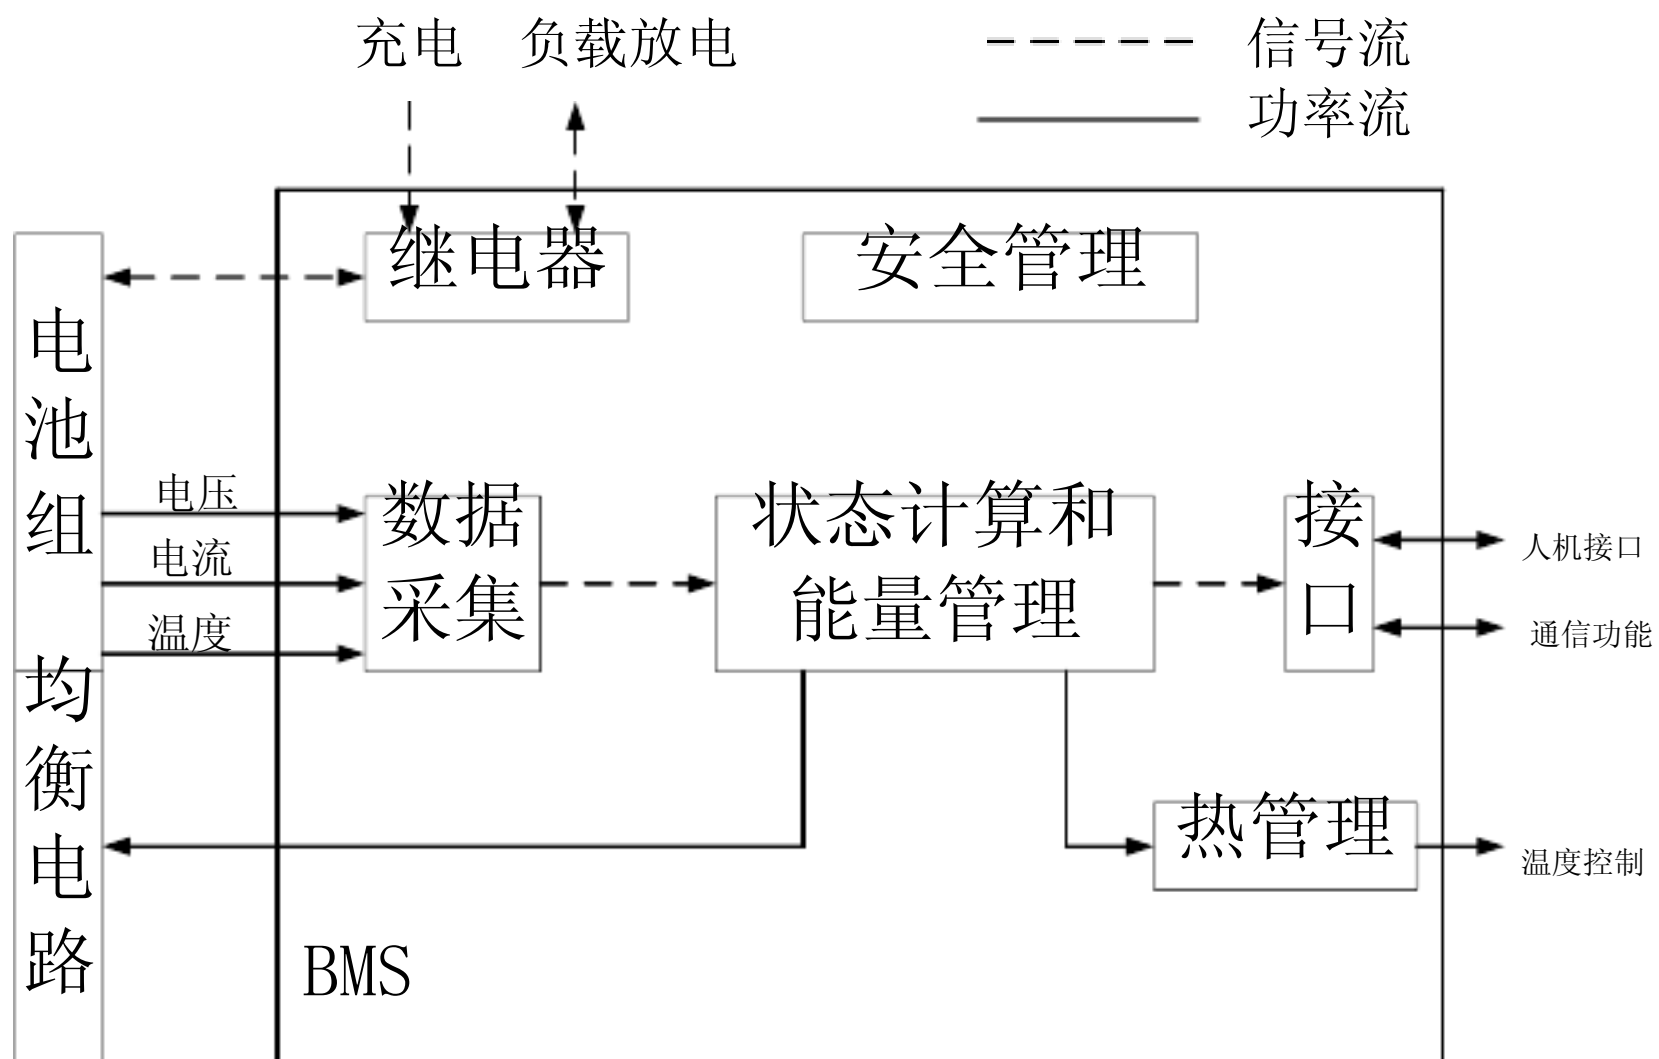 充电 负载放电 信号流
功率流
继电器 安全管理
电池组
电压
电流
温度
数据
采集
状态计算和
能量管理
接口
人机接口
通信功能
均衡电路
热管理
温度控制
BMS